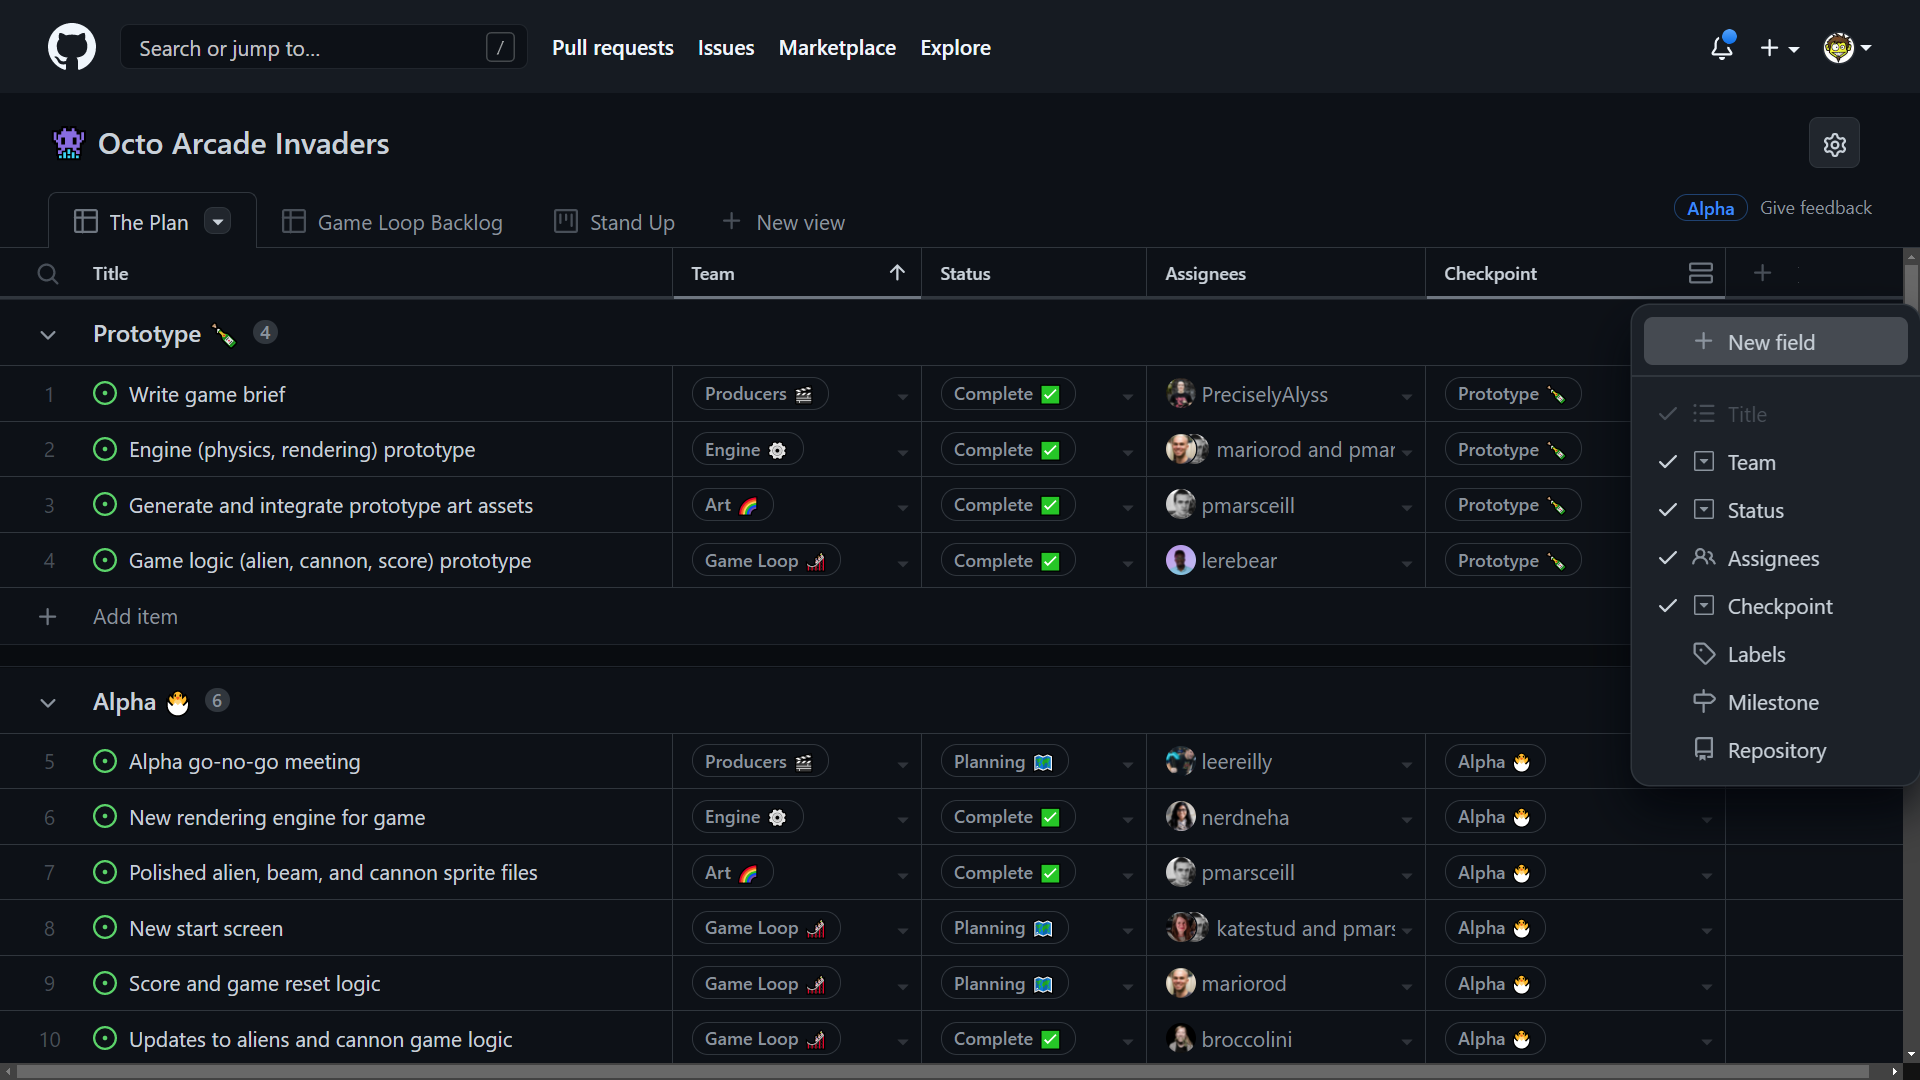 Search or jump to... /
Pull requests Issues Marketplace Explore
Octo Arcade Invaders
The Plan Game Loop Backlog Stand Up New view
Alpha Give feedback
Title Team Status Assignees Checkpoint
Prototype 4
1 Write game brief Producers Complete PreciselyAlyss Prototype
2 Engine (physics, rendering) prototype Engine Complete mariorod and pmar Prototype
3 Generate and integrate prototype art assets Art Complete pmarsceill Prototype
4 Game logic (alien, cannon, score) prototype Game Loop Complete lerebear Prototype
Add item
Alpha 6
5 Alpha go-no-go meeting Producers Planning leereilly Alpha
6 New rendering engine for game Engine Complete nerdneha Alpha
7 Polished alien, beam, and cannon sprite files Art Complete pmarsceill Alpha
8 New start screen Game Loop Planning katestud and pmars Alpha
9 Score and game reset logic Game Loop Planning mariorod Alpha
10 Updates to aliens and cannon game logic Game Loop Complete broccolini Alpha
New field
Title
Team
Status
Assignees
Checkpoint
Labels
Milestone
Repository